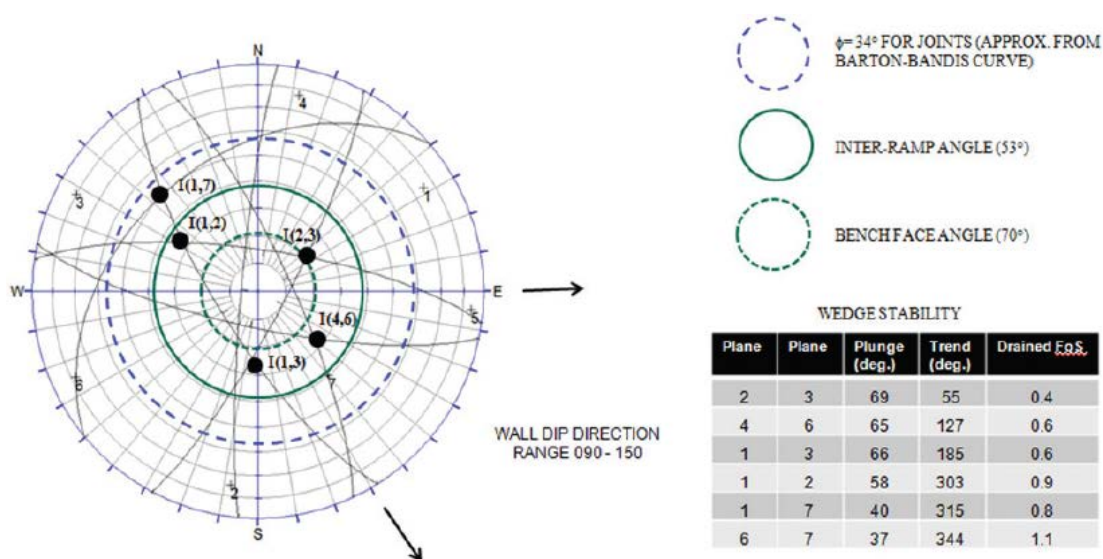 N
4
ϕ= 34° FOR JOINTS (APPROX. FROM
BARTON-BANDIS CURVE)
INTER-RAMP ANGLE (53°)
BENCH FACE ANGLE (70°)
3
I(1,7)
1
I(1,2)
I(2,3)
W
E
5
I(4,6)
I(1,3)
7
6
2
S
WALL DIP DIRECTION
RANGE 090 - 150
WEDGE STABILITY
Plane Plane Plunge (deg.) Trend (deg.) Drained FoS
2 3 69 55 0.4
4 6 65 127 0.6
1 3 66 185 0.6
1 2 58 303 0.9
1 7 40 315 0.8
6 7 37 344 1.1